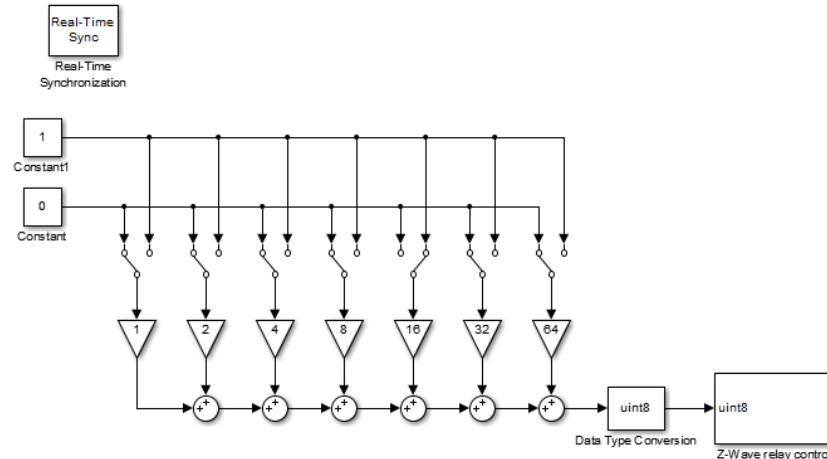 Real-Time
Sync
Real-Time
Synchronization
1
Constant1
0
Constant
1 2 4 8 16 32 64
+ + + + + + + + + + + +
uint8
Data Type Conversion
uint8
Z-Wave relay contro